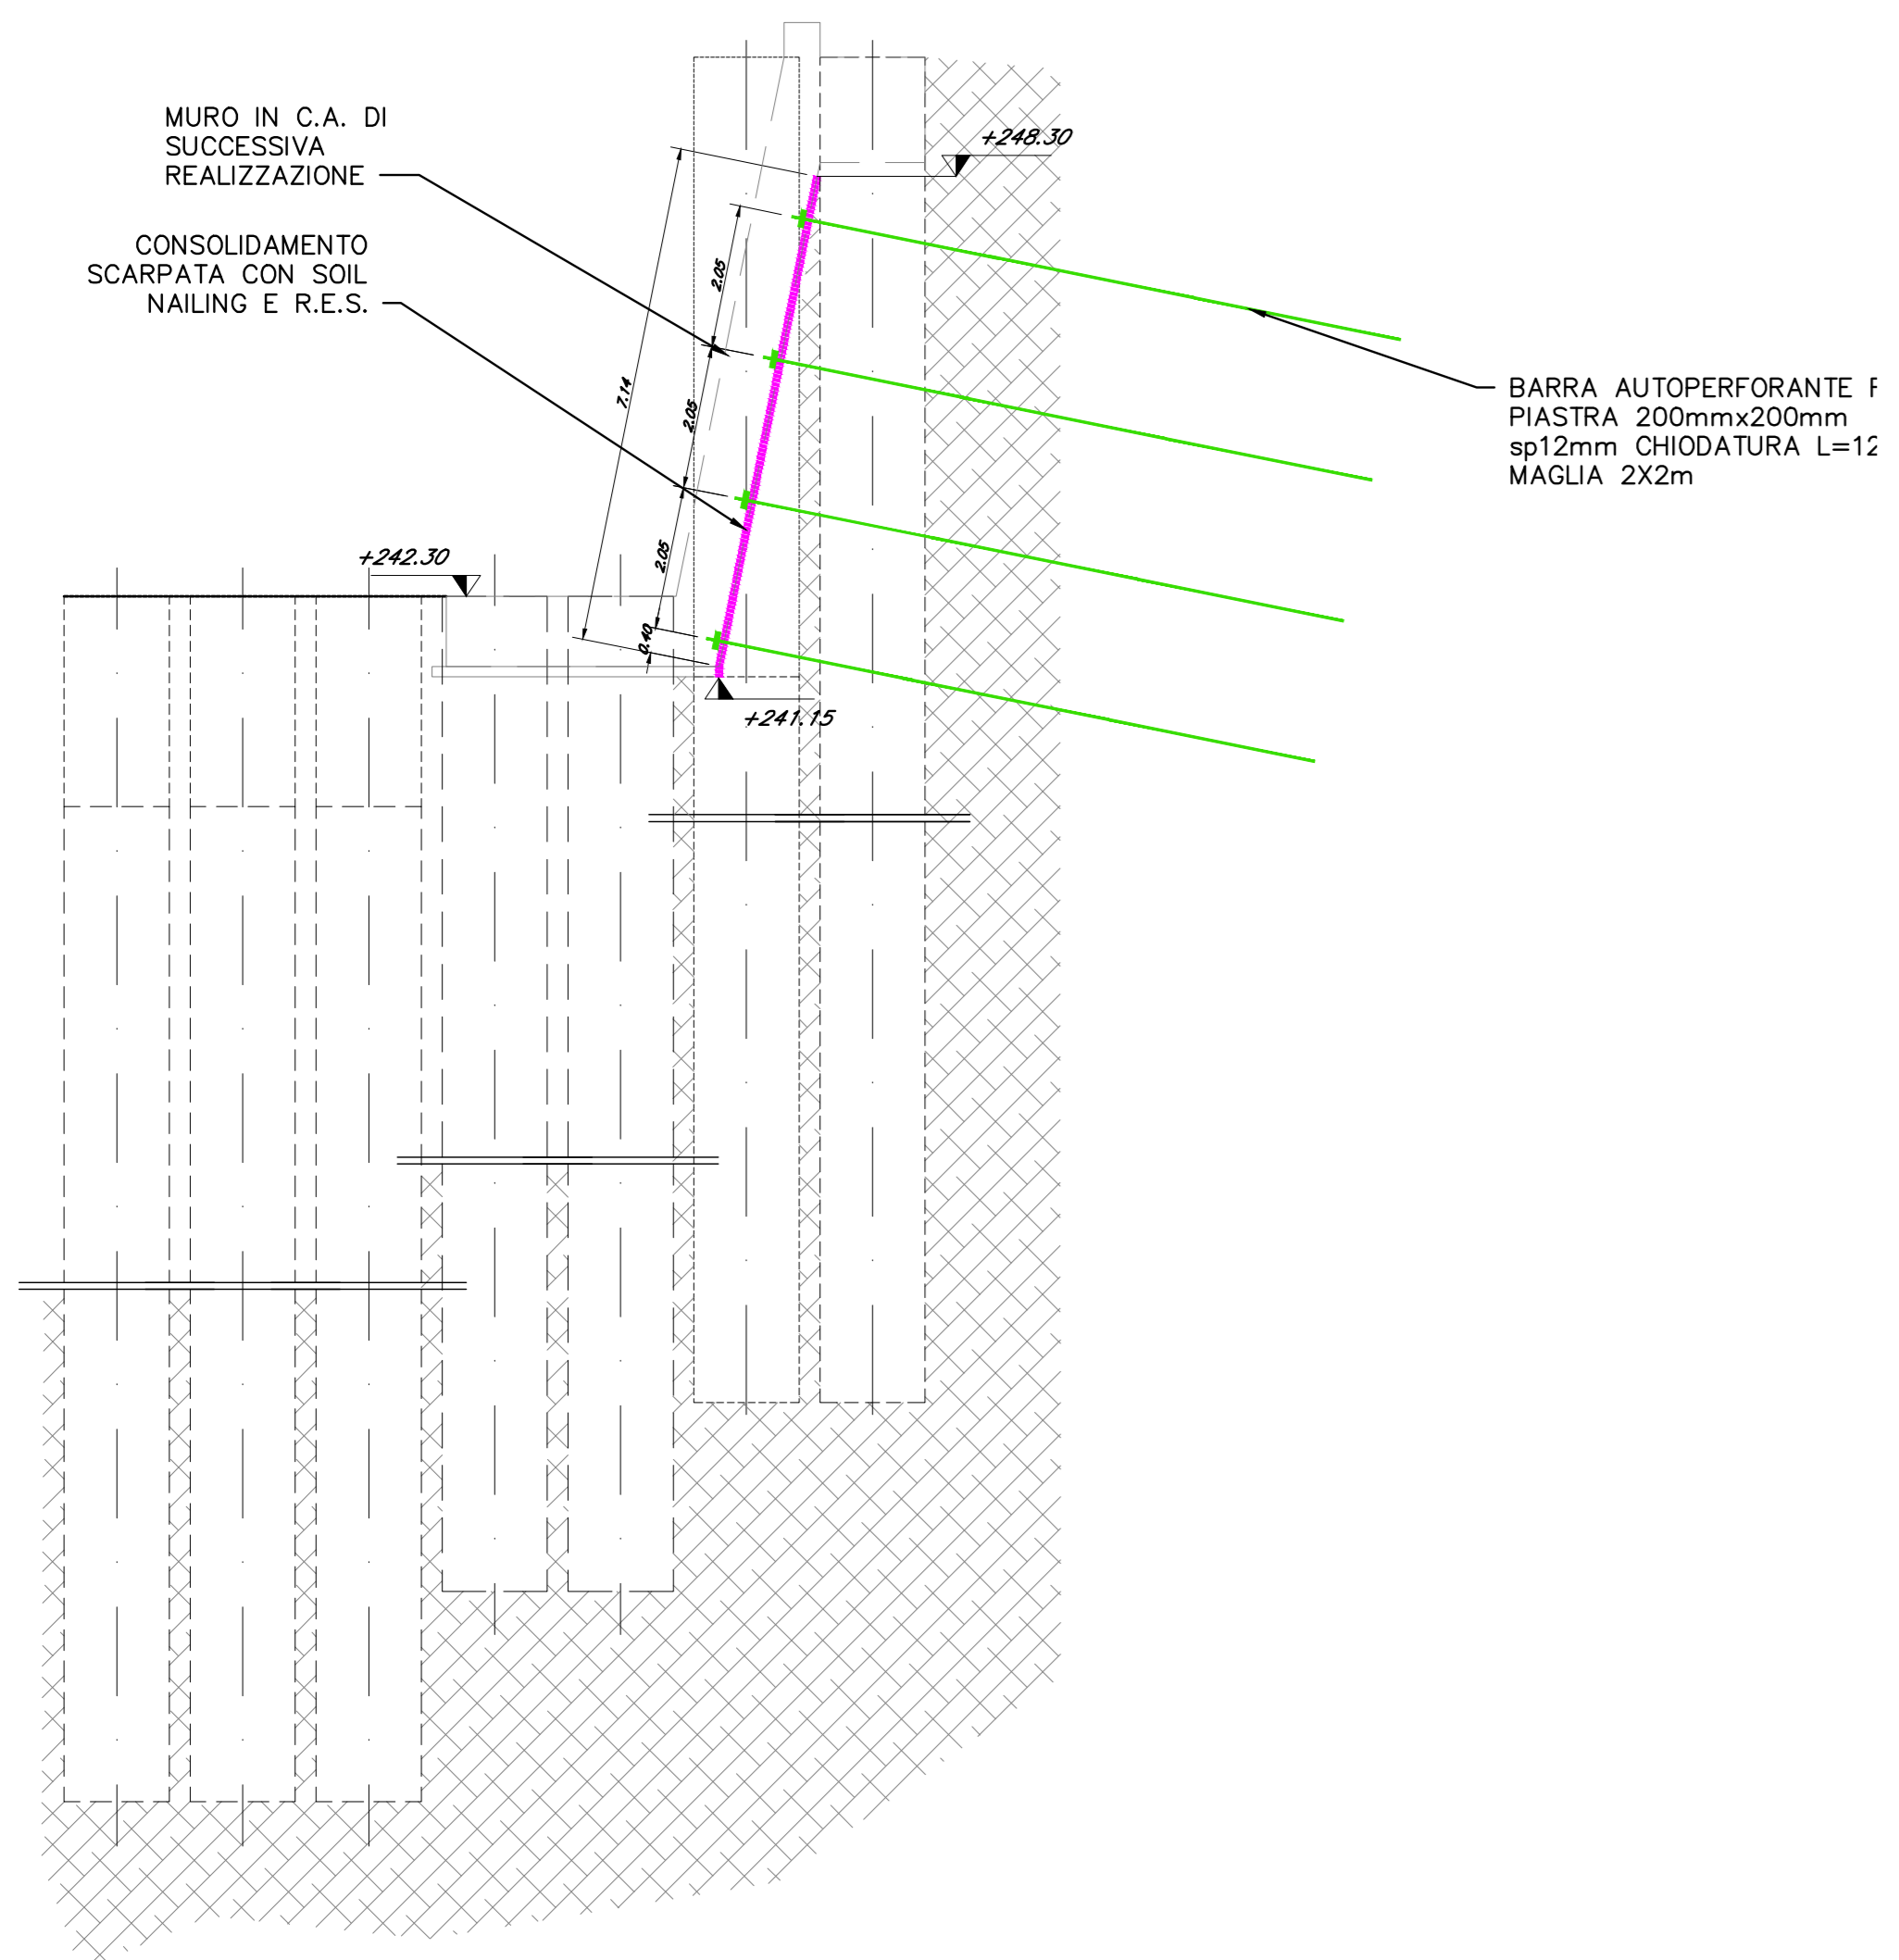 MURO IN C.A. DI
SUCCESSIVA
REALIZZAZIONE
CONSOLIDAMENTO
SCARPATA CON SOIL
NAILING E R.E.S.
+248.30
2.05
7.14
2.05
2.05
0.40
+242.30
+241.15
BARRA AUTOPERFORANTE
PIASTRA 200mmx200mm
sp12mm CHIODATURA L=12
MAGLIA 2X2m